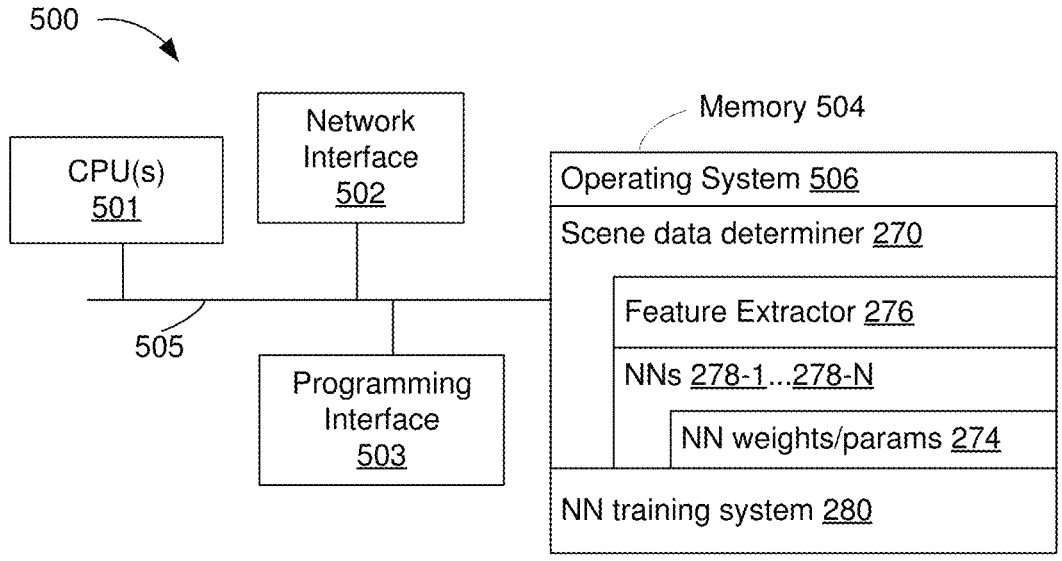 500
Memory 504
Network
Interface
502
CPU(s)
501
Operating System 506
Scene data determiner 270
Feature Extractor 276
505
NNs 278-1...278-N
Programming
Interface
503
NN weights/params 274
NN training system 280